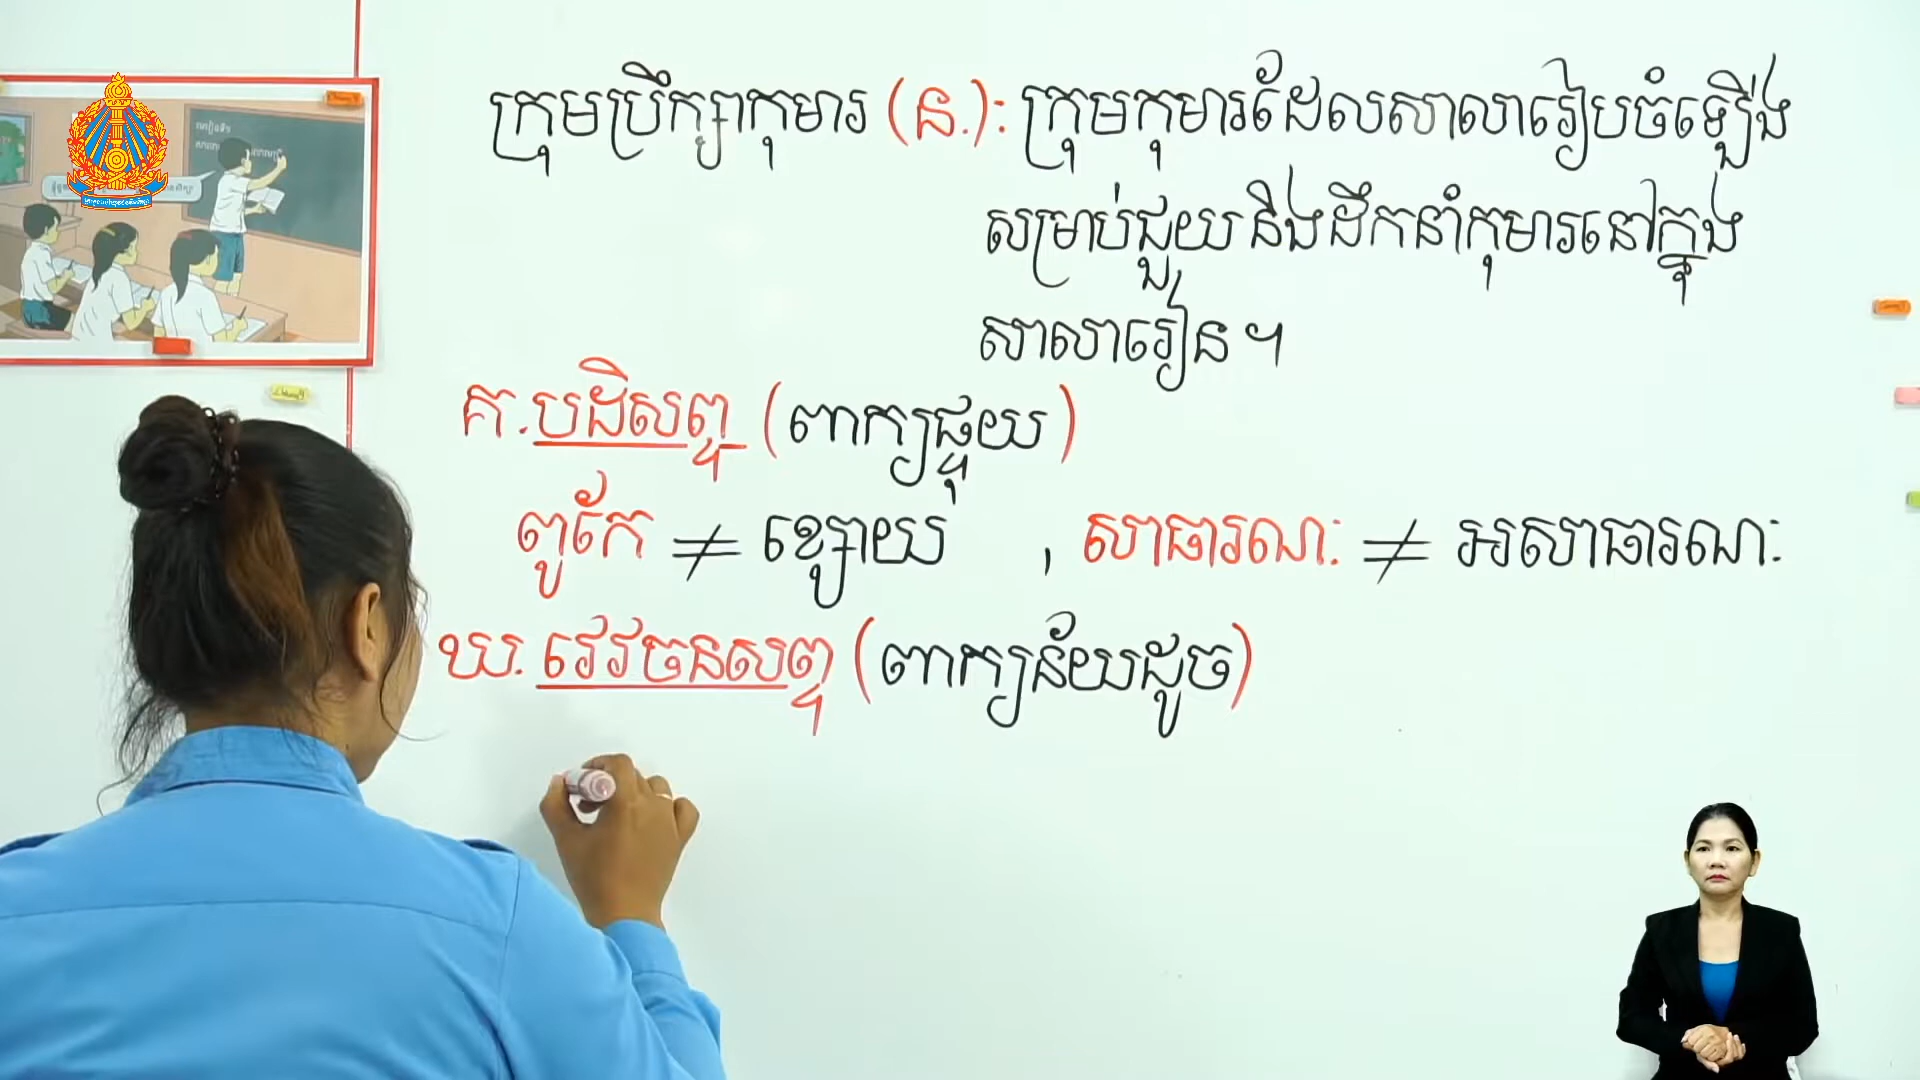 ក្រុមប្រឹក្សាកុមារ (ន.): ក្រុមកុមារដែលសាលារៀបចំឡើង
សម្រាប់ជួយនិងដឹកនាំកុមារនៅក្នុង
សាលារៀន។
គ.បដិសព្ទ (ពាក្យផ្ទុយ)
ពូកែ ≠ ខ្សោយ , សាធារណៈ ≠ អសាធារណៈ
ឃ. វេវចនសព្ទ (ពាក្យន័យដូច)